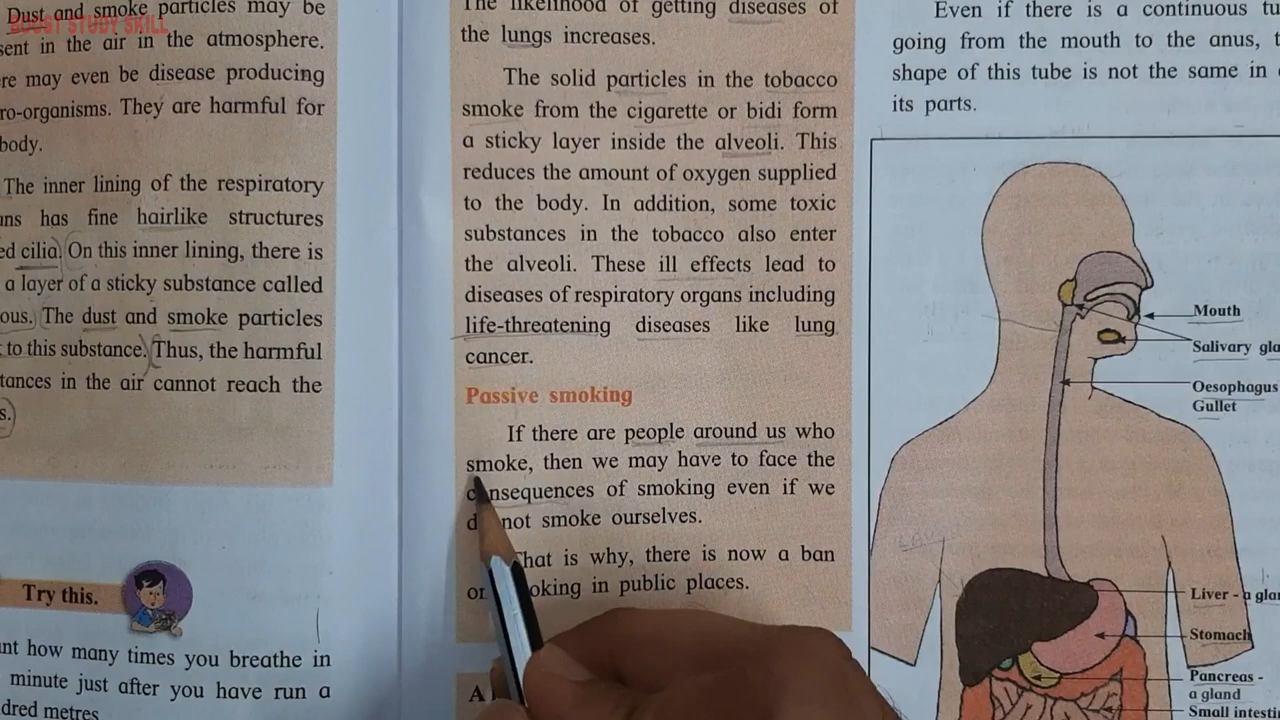 BOOST STUDY SKILL
Dust and smoke particles may be
sent in the air in the atmosphere.
re may even be disease producing
ro-organisms. They are harmful for
body.
The inner lining of the respiratory
ans has fine hairlike structures
ed cilia. On this inner lining, there is
a layer of a sticky substance called
ous. The dust and smoke particles
to this substance. Thus, the harmful
tances in the air cannot reach the
s.
Try this.
nt how many times you breathe in
minute just after you have run a
dred metres
The likelihood of getting diseases of
the lungs increases.
The solid particles in the tobacco
smoke from the cigarette or bidi form
a sticky layer inside the alveoli. This
reduces the amount of oxygen supplied
to the body. In addition, some toxic
substances in the tobacco also enter
the alveoli. These ill effects lead to
diseases of respiratory organs including
life-threatening diseases like lung
cancer.
Passive smoking
If there are people around us who
smoke, then we may have to face the
consequences of smoking even if we
d not smoke ourselves.
hat is why, there is now a ban
on oking in public places.
A
Even if there is a continuous tu
going from the mouth to the anus, t
shape of this tube is not the same in
its parts.
Mouth
Salivary gla
Oesophagus
Gullet
Liver - a glan
Stomach
Pancreas -
a gland
Small intesti